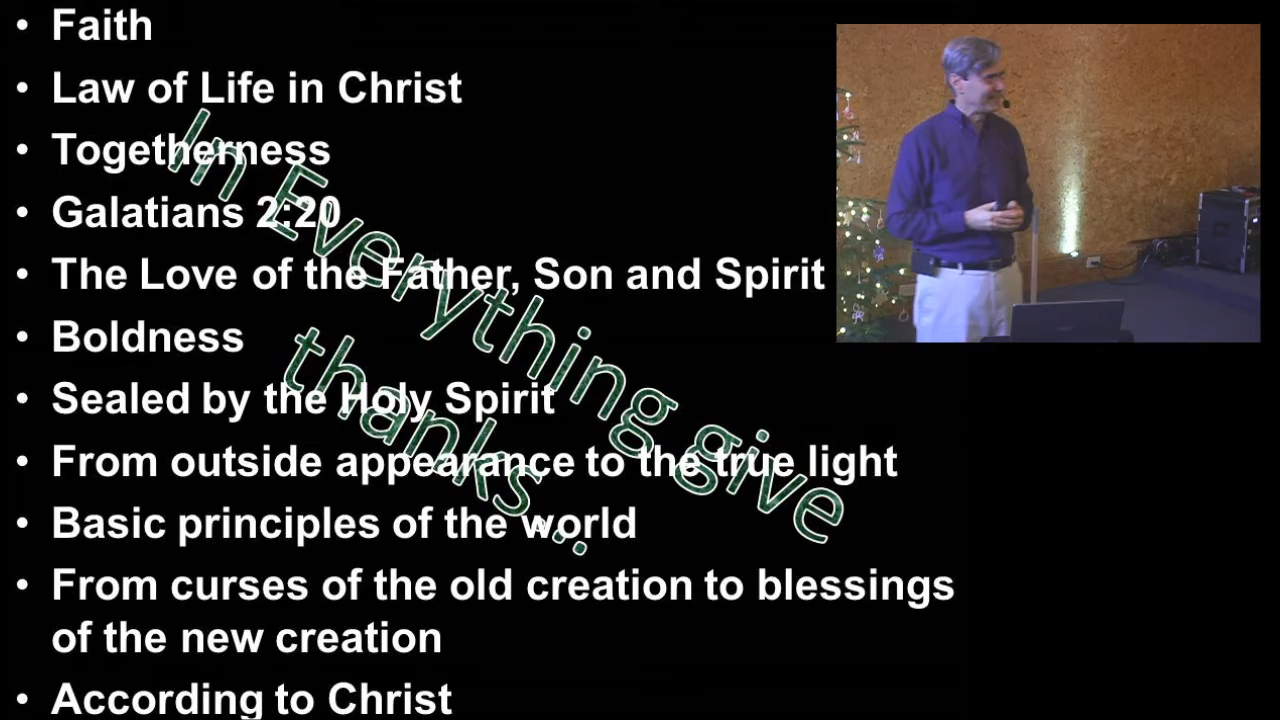 • Faith
• Law of Life in Christ
• Togetherness
• Galatians 2:20
• The Love of the Father, Son and Spirit
• Boldness
• Sealed by the Holy Spirit
• From outside appearance to the true light
• Basic principles of the world
• From curses of the old creation to blessings
of the new creation
• According to Christ
In Everything give
thanks...